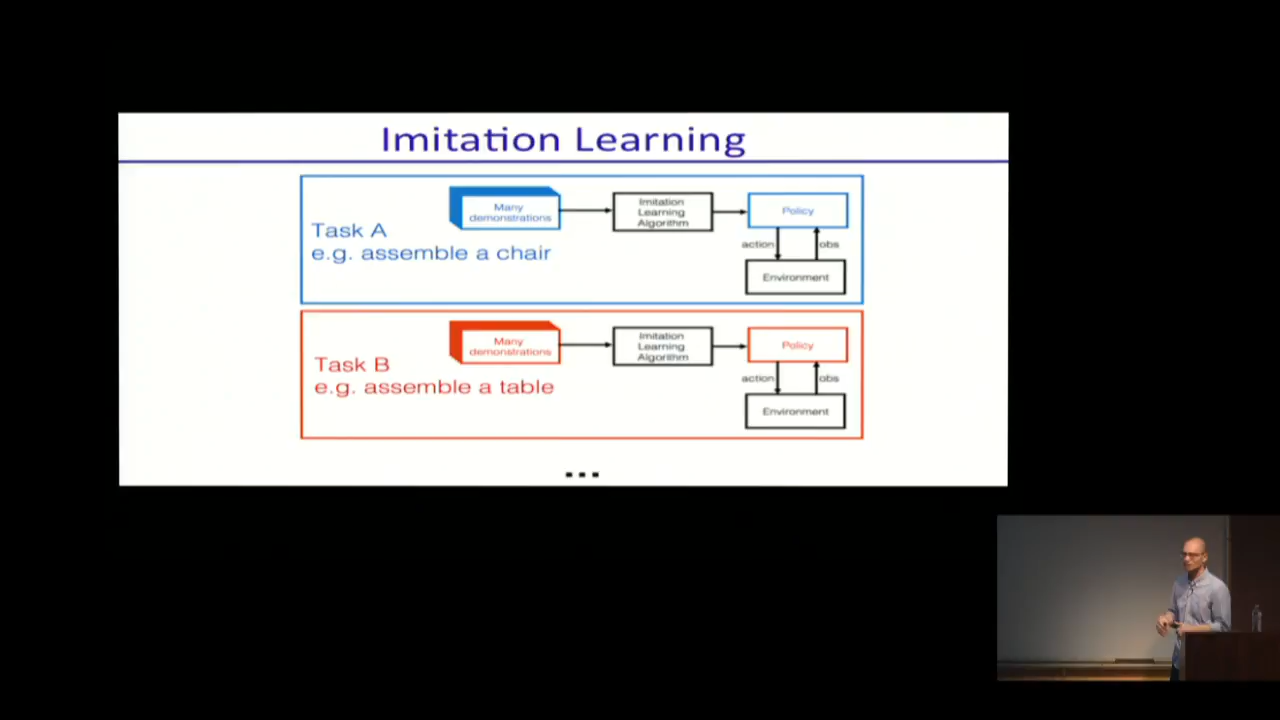 Imitation Learning
Task A
e.g. assemble a chair
Many
demonstrations
Imitation
Learning
Algorithm
Policy
action
obs
Environment
Task B
e.g. assemble a table
Many
demonstrations
Imitation
Learning
Algorithm
Policy
action
obs
Environment
...